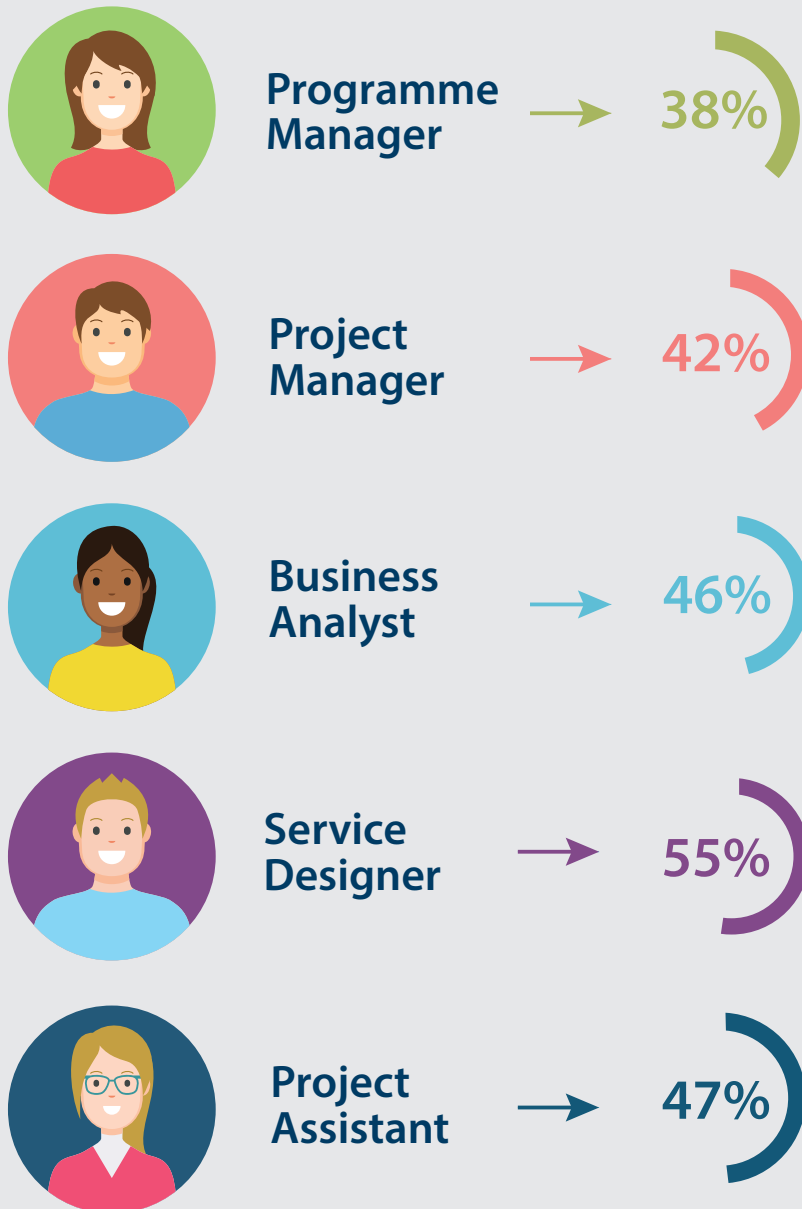 Programme
Manager
38%
Project
Manager
42%
Business
Analyst
46%
Service
Designer
55%
Project
Assistant
47%